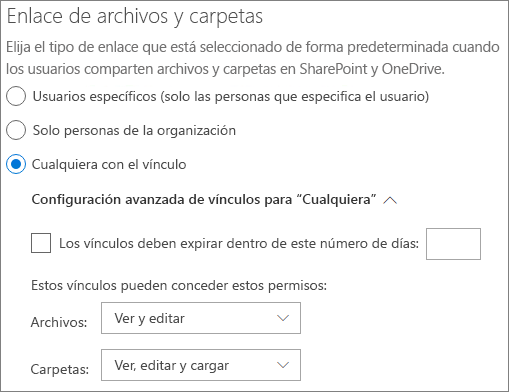 Enlace de archivos y carpetas
Elija el tipo de enlace que está seleccionado de forma predeterminada cuando
los usuarios comparten archivos y carpetas en SharePoint y OneDrive.
Usuarios específicos (solo las personas que especifica el usuario)
Solo personas de la organización
Cualquiera con el vínculo
Configuración avanzada de vínculos para “Cualquiera”
Los vínculos deben expirar dentro de este número de días:
Estos vínculos pueden conceder estos permisos:
Archivos: Ver y editar
Carpetas: Ver, editar y cargar